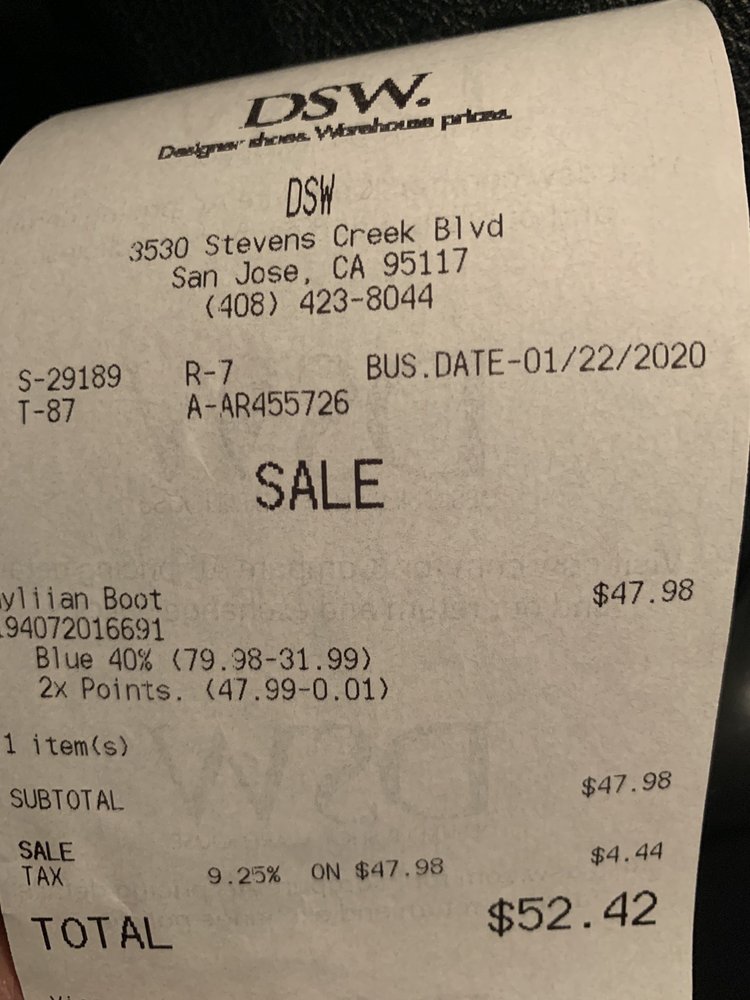 DSW.
Designer shoes. Warehouse prices.
DSW
3530 Stevens Creek Blvd
San Jose, CA 95117
(408) 423-8044
S-29189 R-7 BUS.DATE-01/22/2020
T-87 A-AR455726
SALE
yliian Boot $47.98
94072016691
Blue 40% (79.98-31.99)
2x Points. (47.99-0.01)
1 item(s)
SUBTOTAL $47.98
SALE
TAX 9.25% ON $47.98 $4.44
TOTAL $52.42